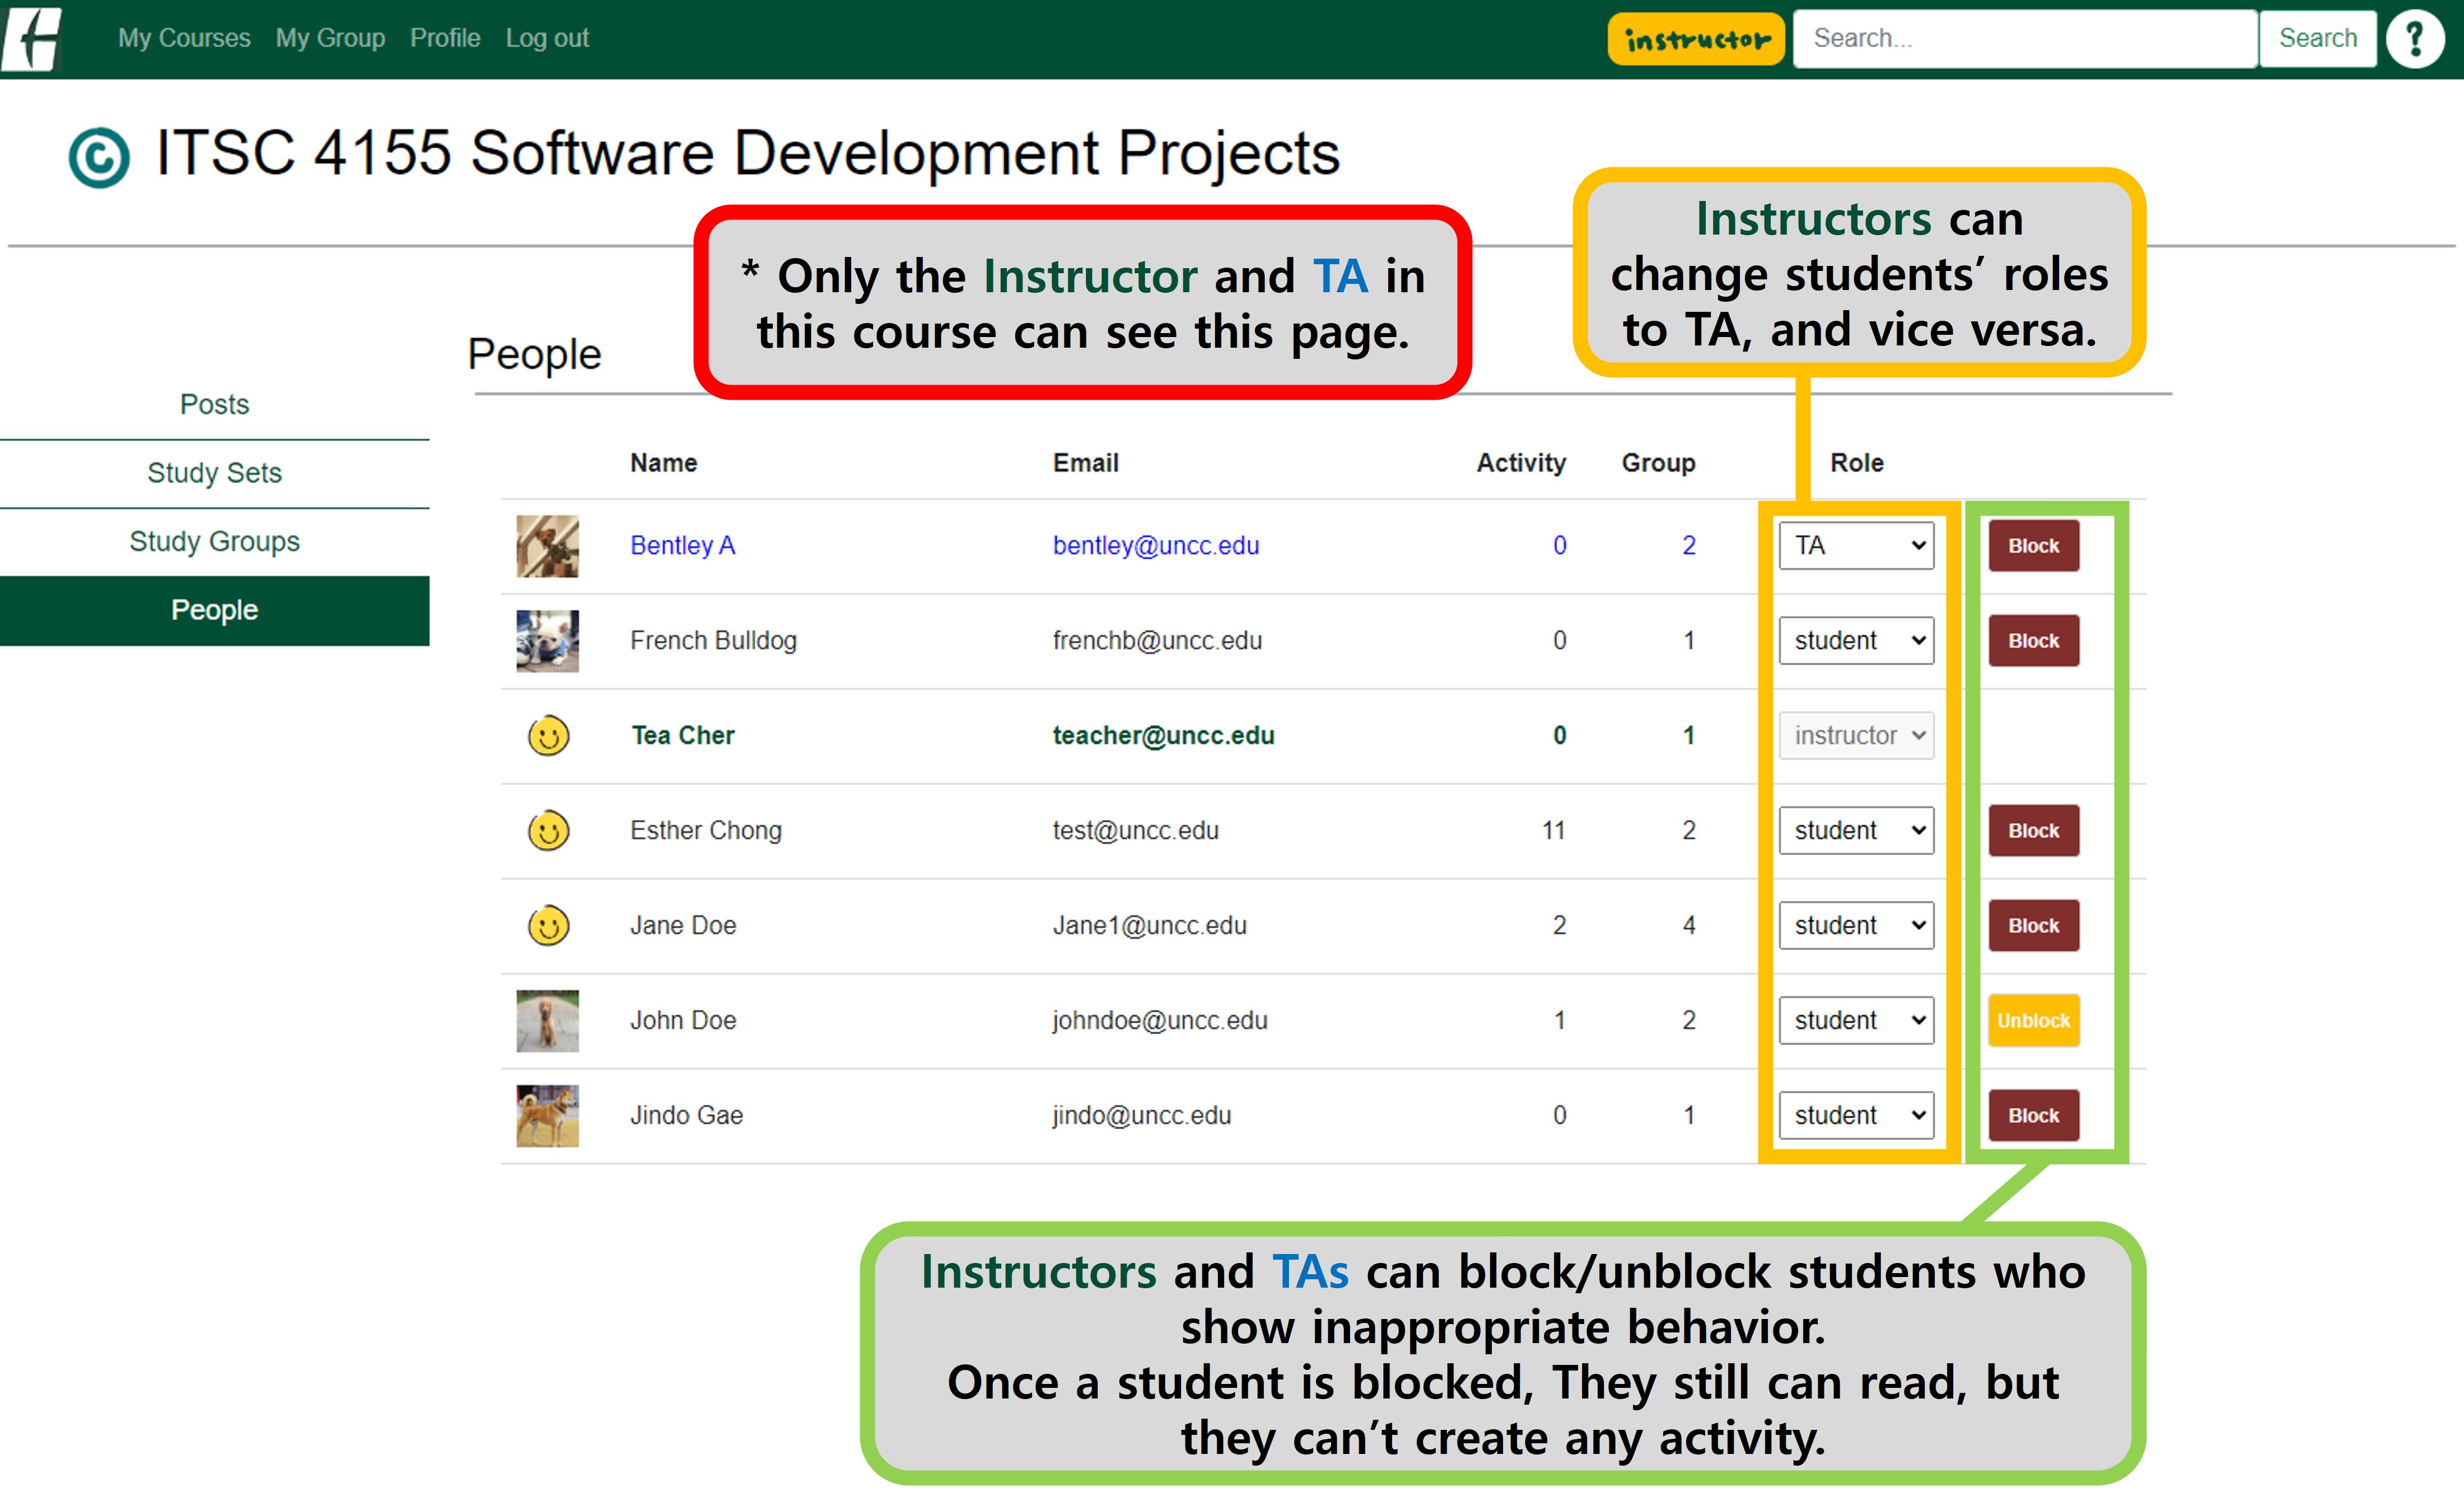 My Courses My Group Profile Log out instructor Search... Search ?
© ITSC 4155 Software Development Projects
* Only the Instructor and TA in
this course can see this page.
Instructors can
change students’ roles
to TA, and vice versa.
People
Posts
Study Sets
Study Groups
People
Name Email Activity Group Role
Bentley A bentley@uncc.edu 0 2 TA Block
French Bulldog frenchb@uncc.edu 0 1 student Block
Tea Cher teacher@uncc.edu 0 1 instructor
Esther Chong test@uncc.edu 11 2 student Block
Jane Doe Jane1@uncc.edu 2 4 student Block
John Doe johndoe@uncc.edu 1 2 student Unblock
Jindo Gae jindo@uncc.edu 0 1 student Block
Instructors and TAs can block/unblock students who
show inappropriate behavior.
Once a student is blocked, They still can read, but
they can’t create any activity.